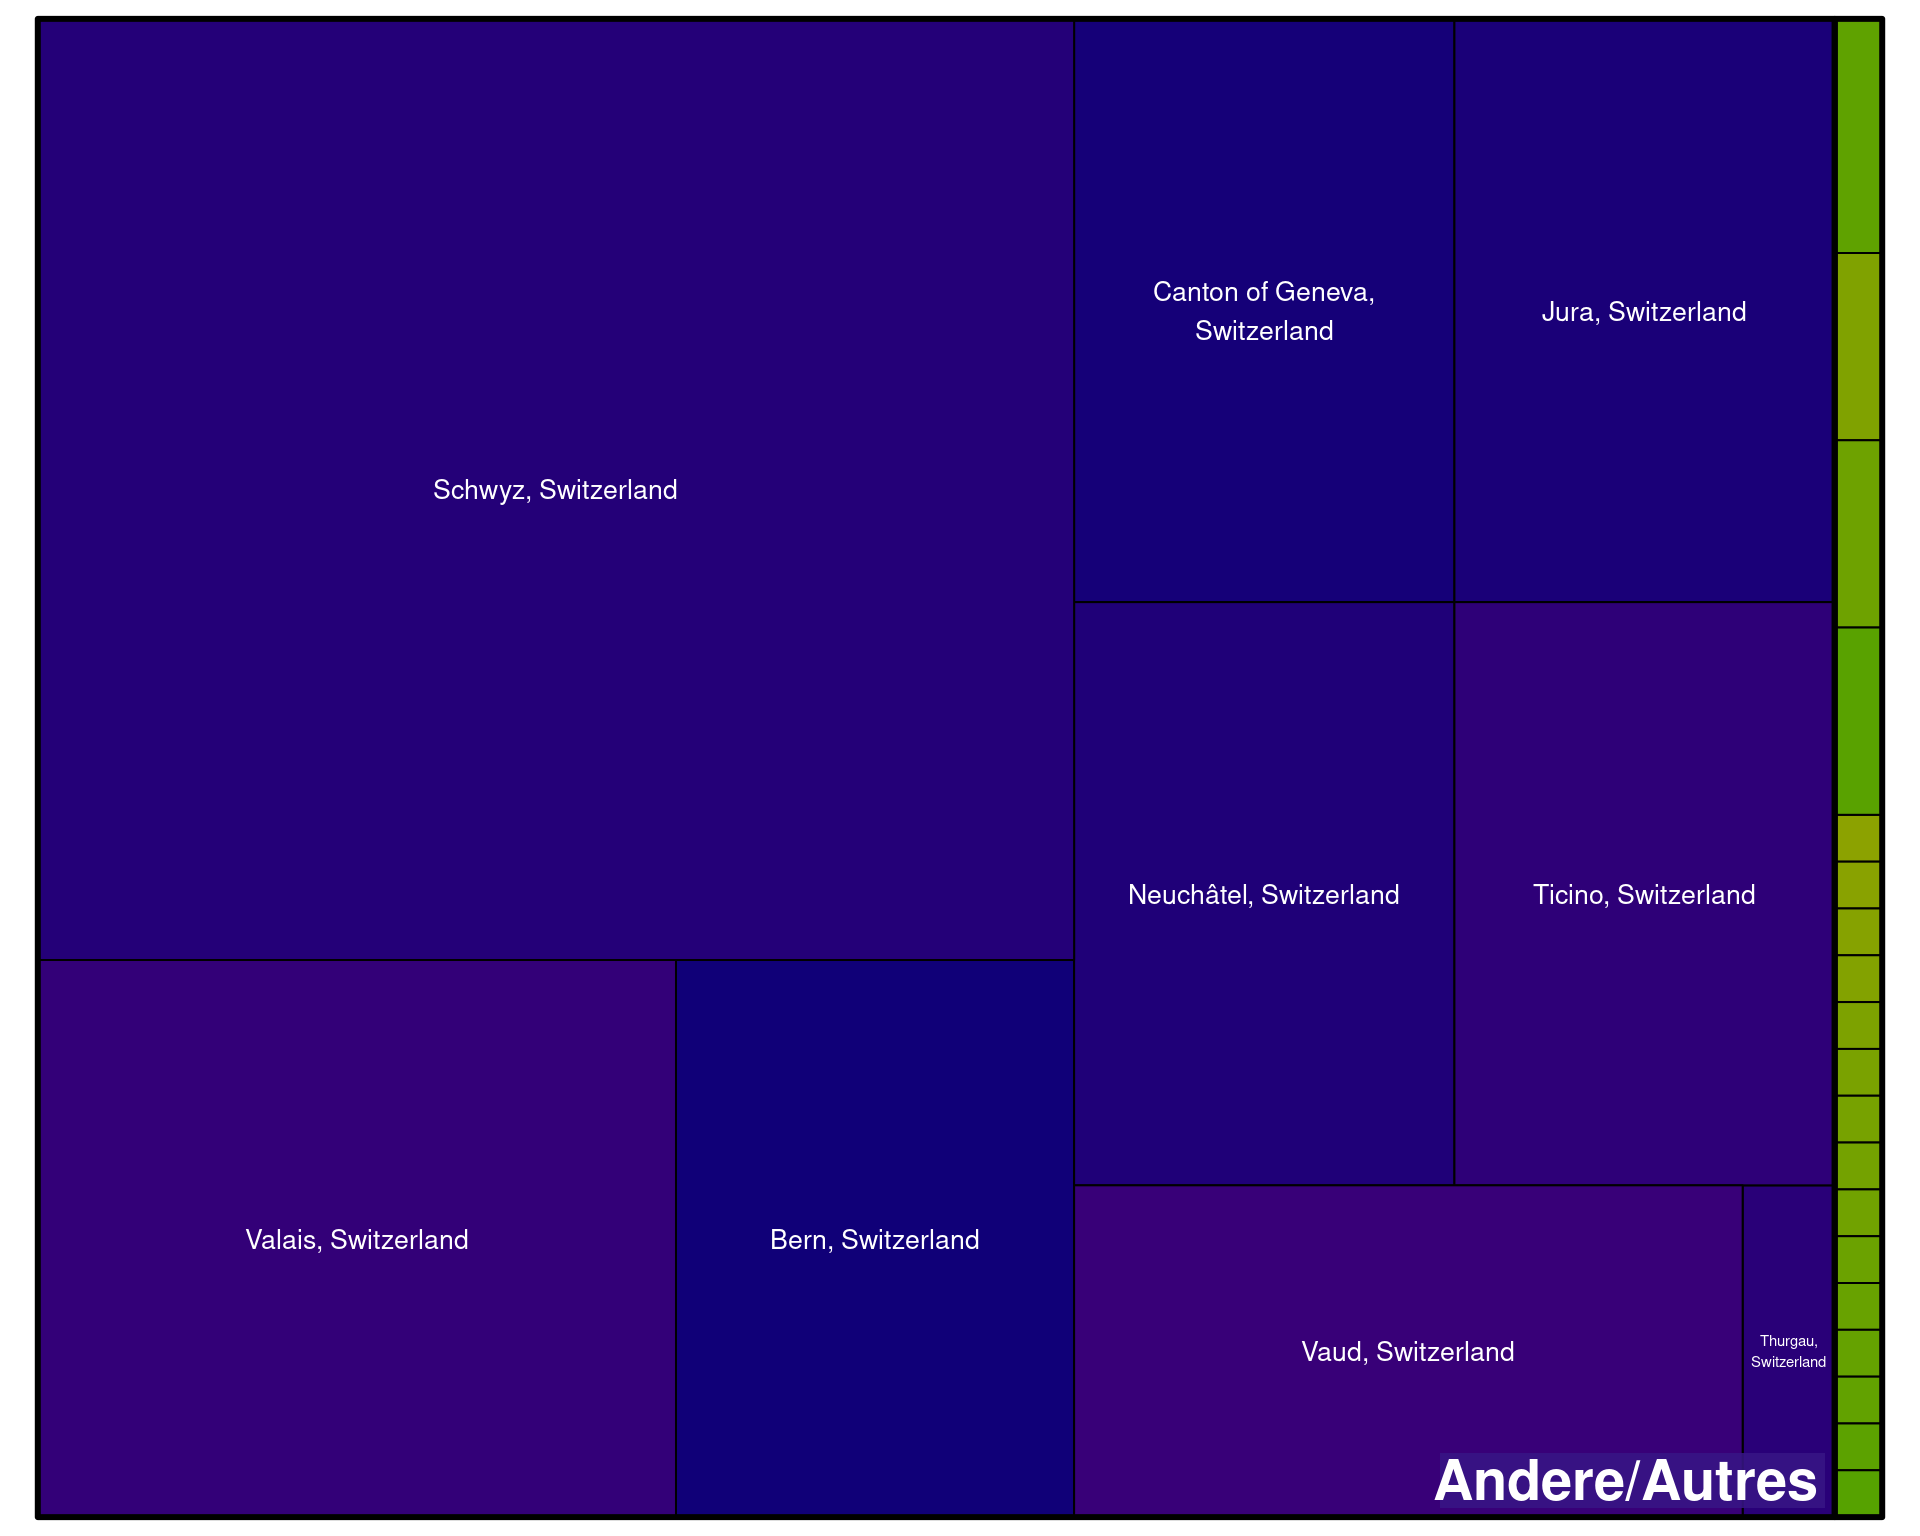 Schwyz, Switzerland
Canton of Geneva,
Switzerland
Jura, Switzerland
Neuchâtel, Switzerland
Ticino, Switzerland
Valais, Switzerland
Bern, Switzerland
Vaud, Switzerland
Thurgau,
Switzerland
Andere/Autres